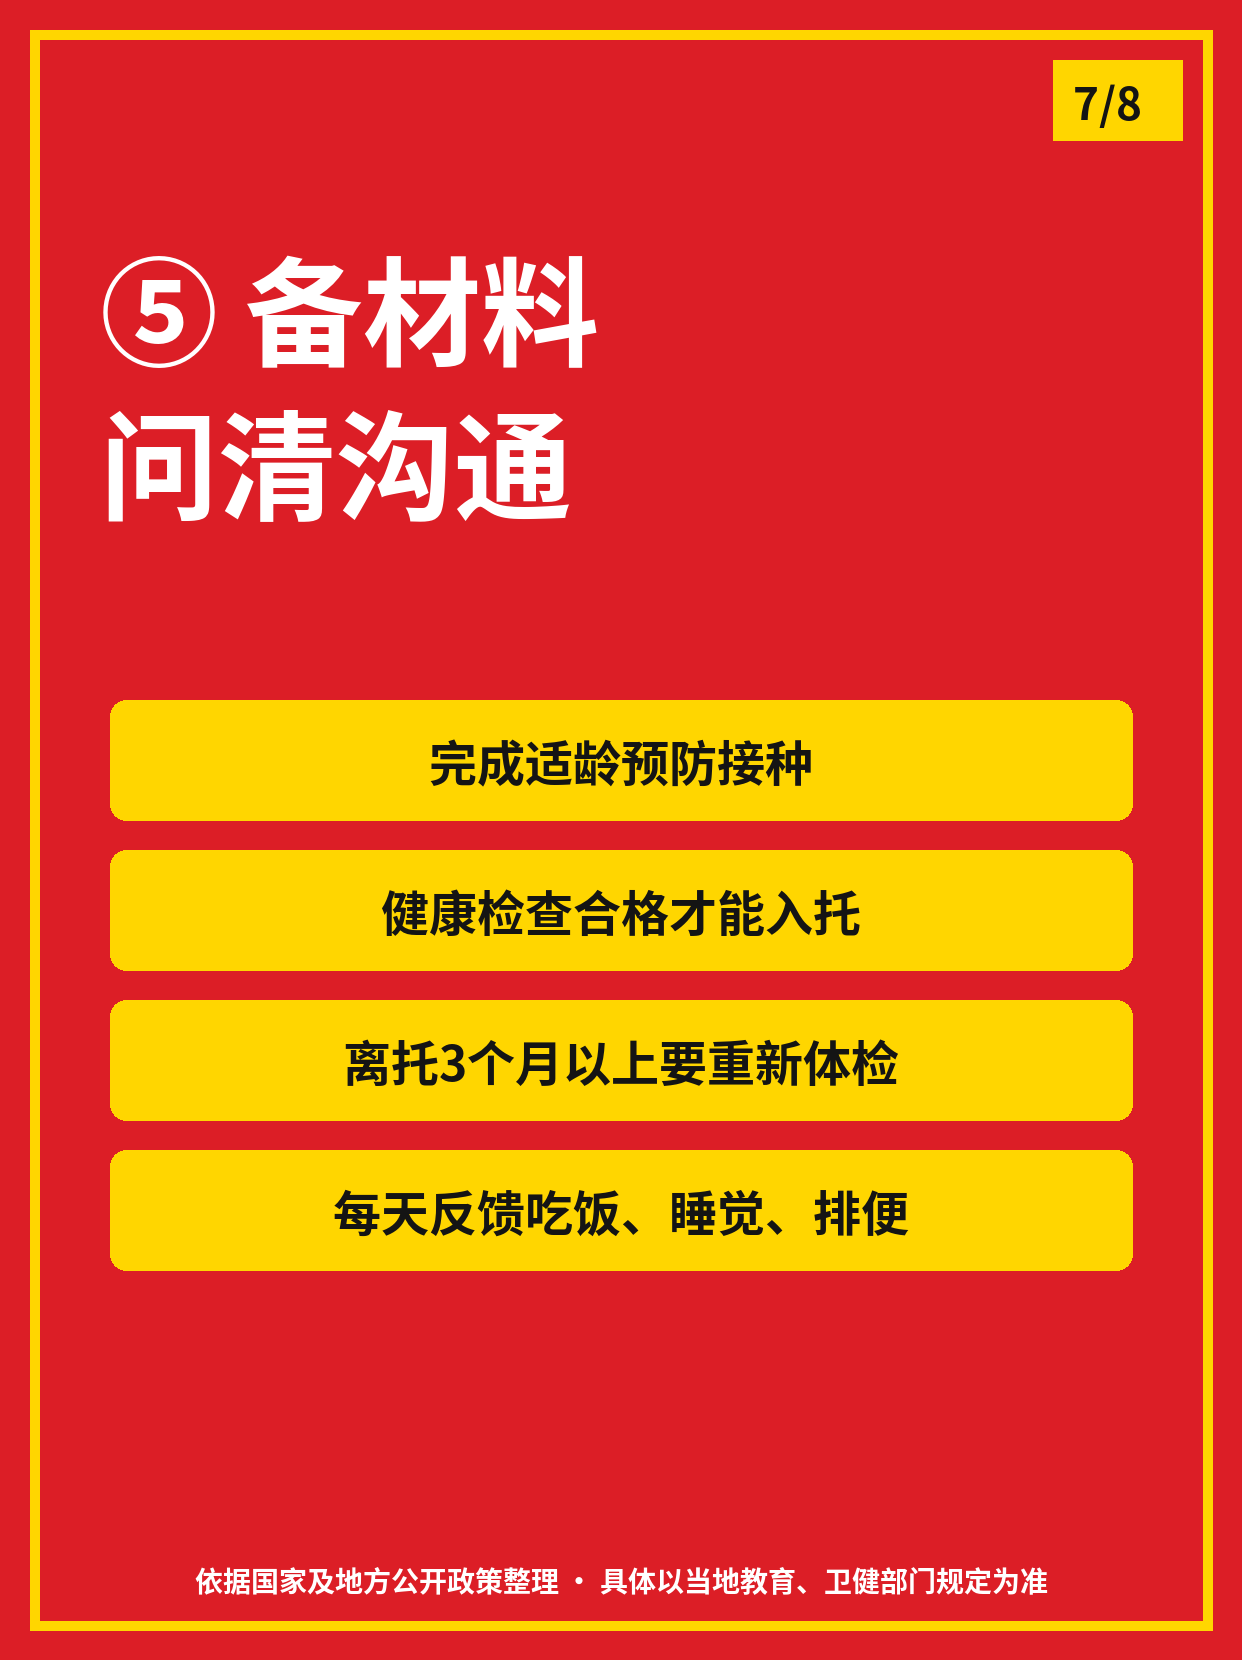 7/8
⑤ 备材料
问清沟通
完成适龄预防接种
健康检查合格才能入托
离托3个月以上要重新体检
每天反馈吃饭、睡觉、排便
依据国家及地方公开政策整理 · 具体以当地教育、卫健部门规定为准